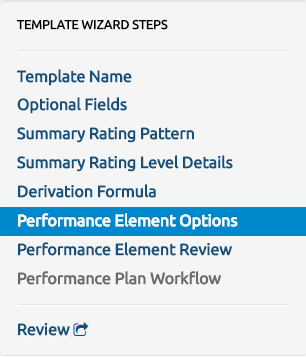 TEMPLATE WIZARD STEPS
Template Name
Optional Fields
Summary Rating Pattern
Summary Rating Level Details
Derivation Formula
Performance Element Options
Performance Element Review
Performance Plan Workflow
Review